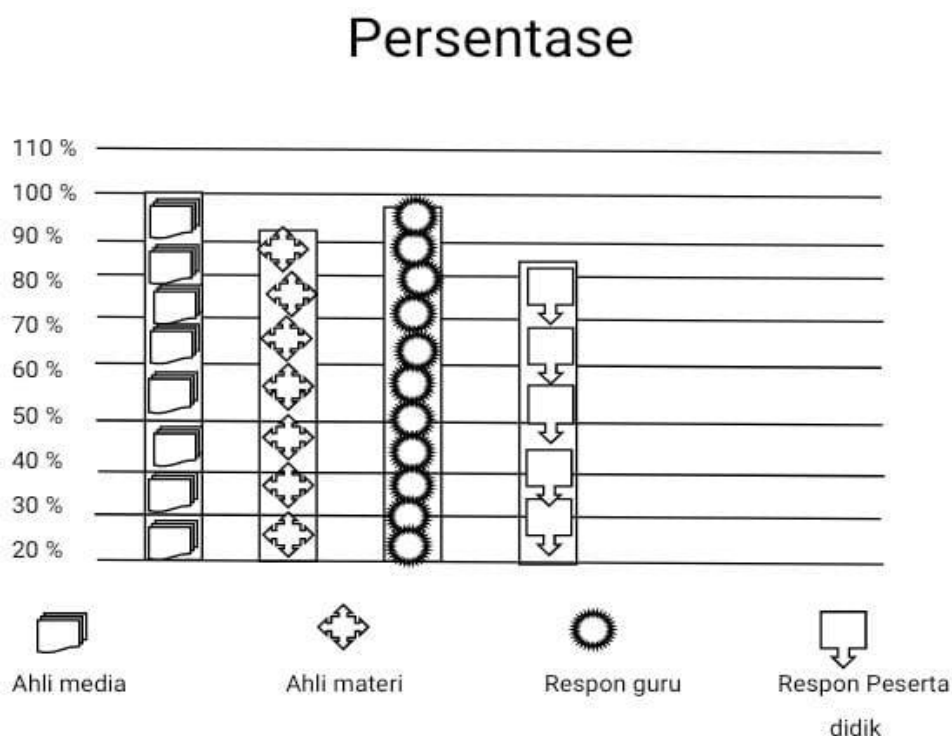 Persentase
110 %
100 %
90 %
80 %
70 %
60 %
50 %
40 %
30 %
20 %
Ahli media
Ahli materi
Respon guru
Respon Peserta
didik